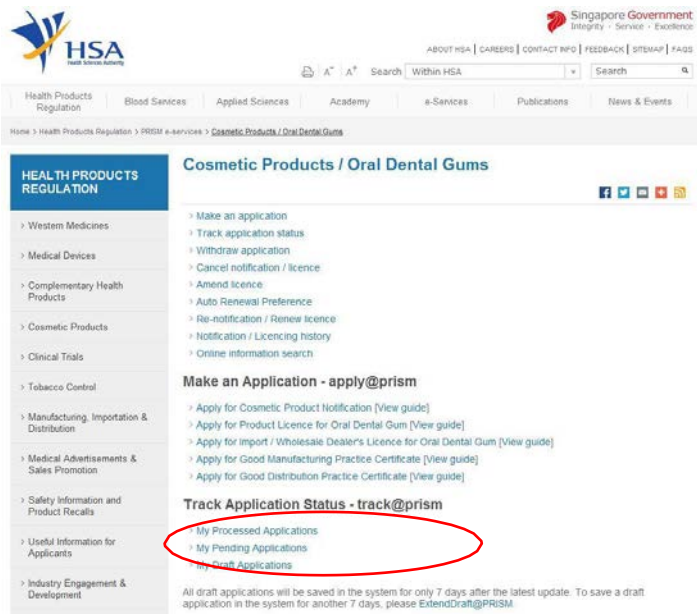 Singapore Government
Integrity · Service · Excellence
HSA
Health Sciences Authority
ABOUT HSA | CAREERS | CONTACT INFO | FEEDBACK | SITEMAP | FAQS
A- A+ Search Within HSA Search
Health Products Regulation
Blood Services
Applied Sciences
Academy
e-Services
Publications
News & Events
Home > Health Products Regulation > PRISM e-services > Cosmetic Products / Oral Dental Gums
HEALTH PRODUCTS
REGULATION
> Western Medicines
> Medical Devices
> Complementary Health
Products
> Cosmetic Products
> Clinical Trials
> Tobacco Control
> Manufacturing, Importation &
Distribution
> Medical Advertisements &
Sales Promotion
> Safety Information and
Product Recalls
> Useful Information for
Applicants
> Industry Engagement &
Development
Cosmetic Products / Oral Dental Gums
> Make an application
> Track application status
> Withdraw application
> Cancel notification / licence
> Amend licence
> Auto Renewal Preference
> Re-notification / Renew licence
> Notification / Licencing history
> Online information search
Make an Application - apply@prism
> Apply for Cosmetic Product Notification [View guide]
> Apply for Product Licence for Oral Dental Gum [View guide]
> Apply for Import / Wholesale Dealer's Licence for Oral Dental Gum [View guide]
> Apply for Good Manufacturing Practice Certificate [View guide]
> Apply for Good Distribution Practice Certificate [View guide]
Track Application Status - track@prism
> My Processed Applications
> My Pending Applications
> My Draft Applications
All draft applications will be saved in the system for only 7 days after the latest update. To save a draft
application in the system for another 7 days, please ExtendDraft@PRISM